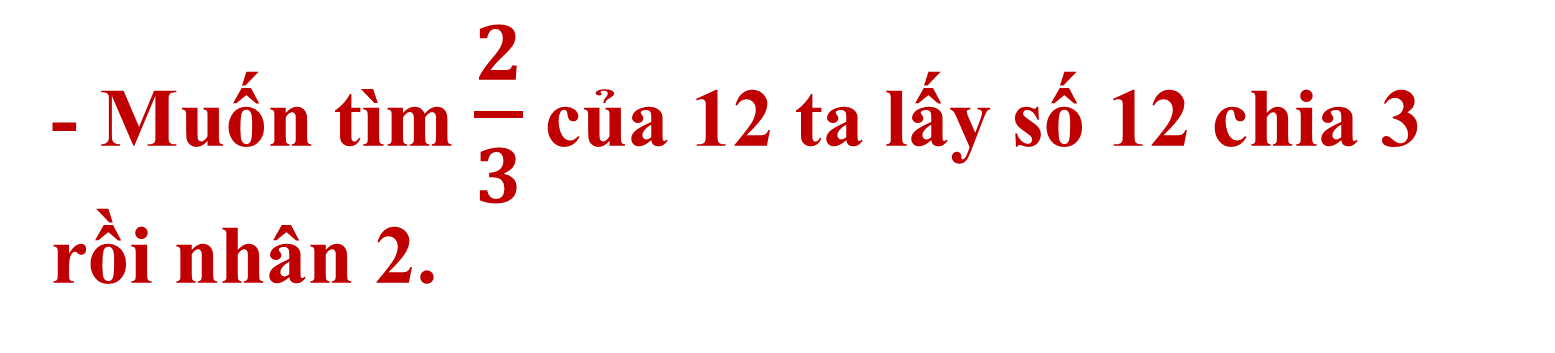 - Muốn tìm 2/3 của 12 ta lấy số 12 chia 3
rồi nhân 2.